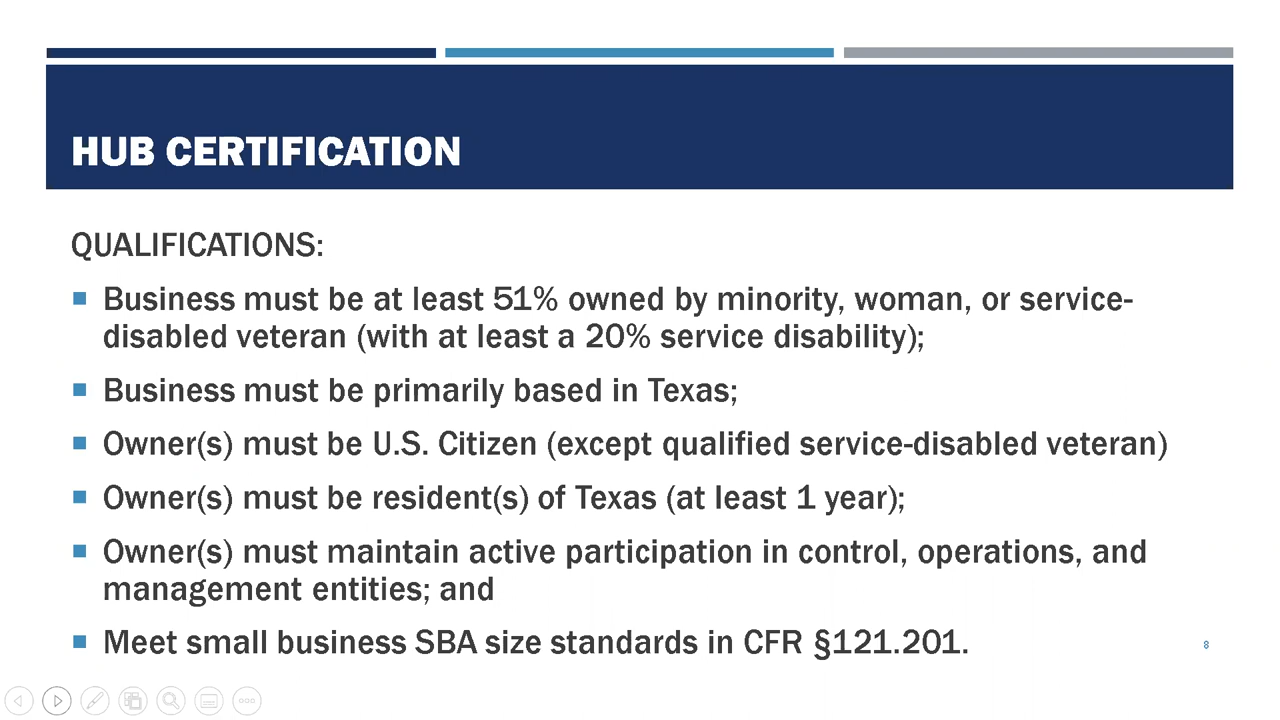 HUB CERTIFICATION
QUALIFICATIONS:
Business must be at least 51% owned by minority, woman, or service-
disabled veteran (with at least a 20% service disability);
Business must be primarily based in Texas;
Owner(s) must be U.S. Citizen (except qualified service-disabled veteran)
Owner(s) must be resident(s) of Texas (at least 1 year);
Owner(s) must maintain active participation in control, operations, and
management entities; and
Meet small business SBA size standards in CFR §121.201.
8